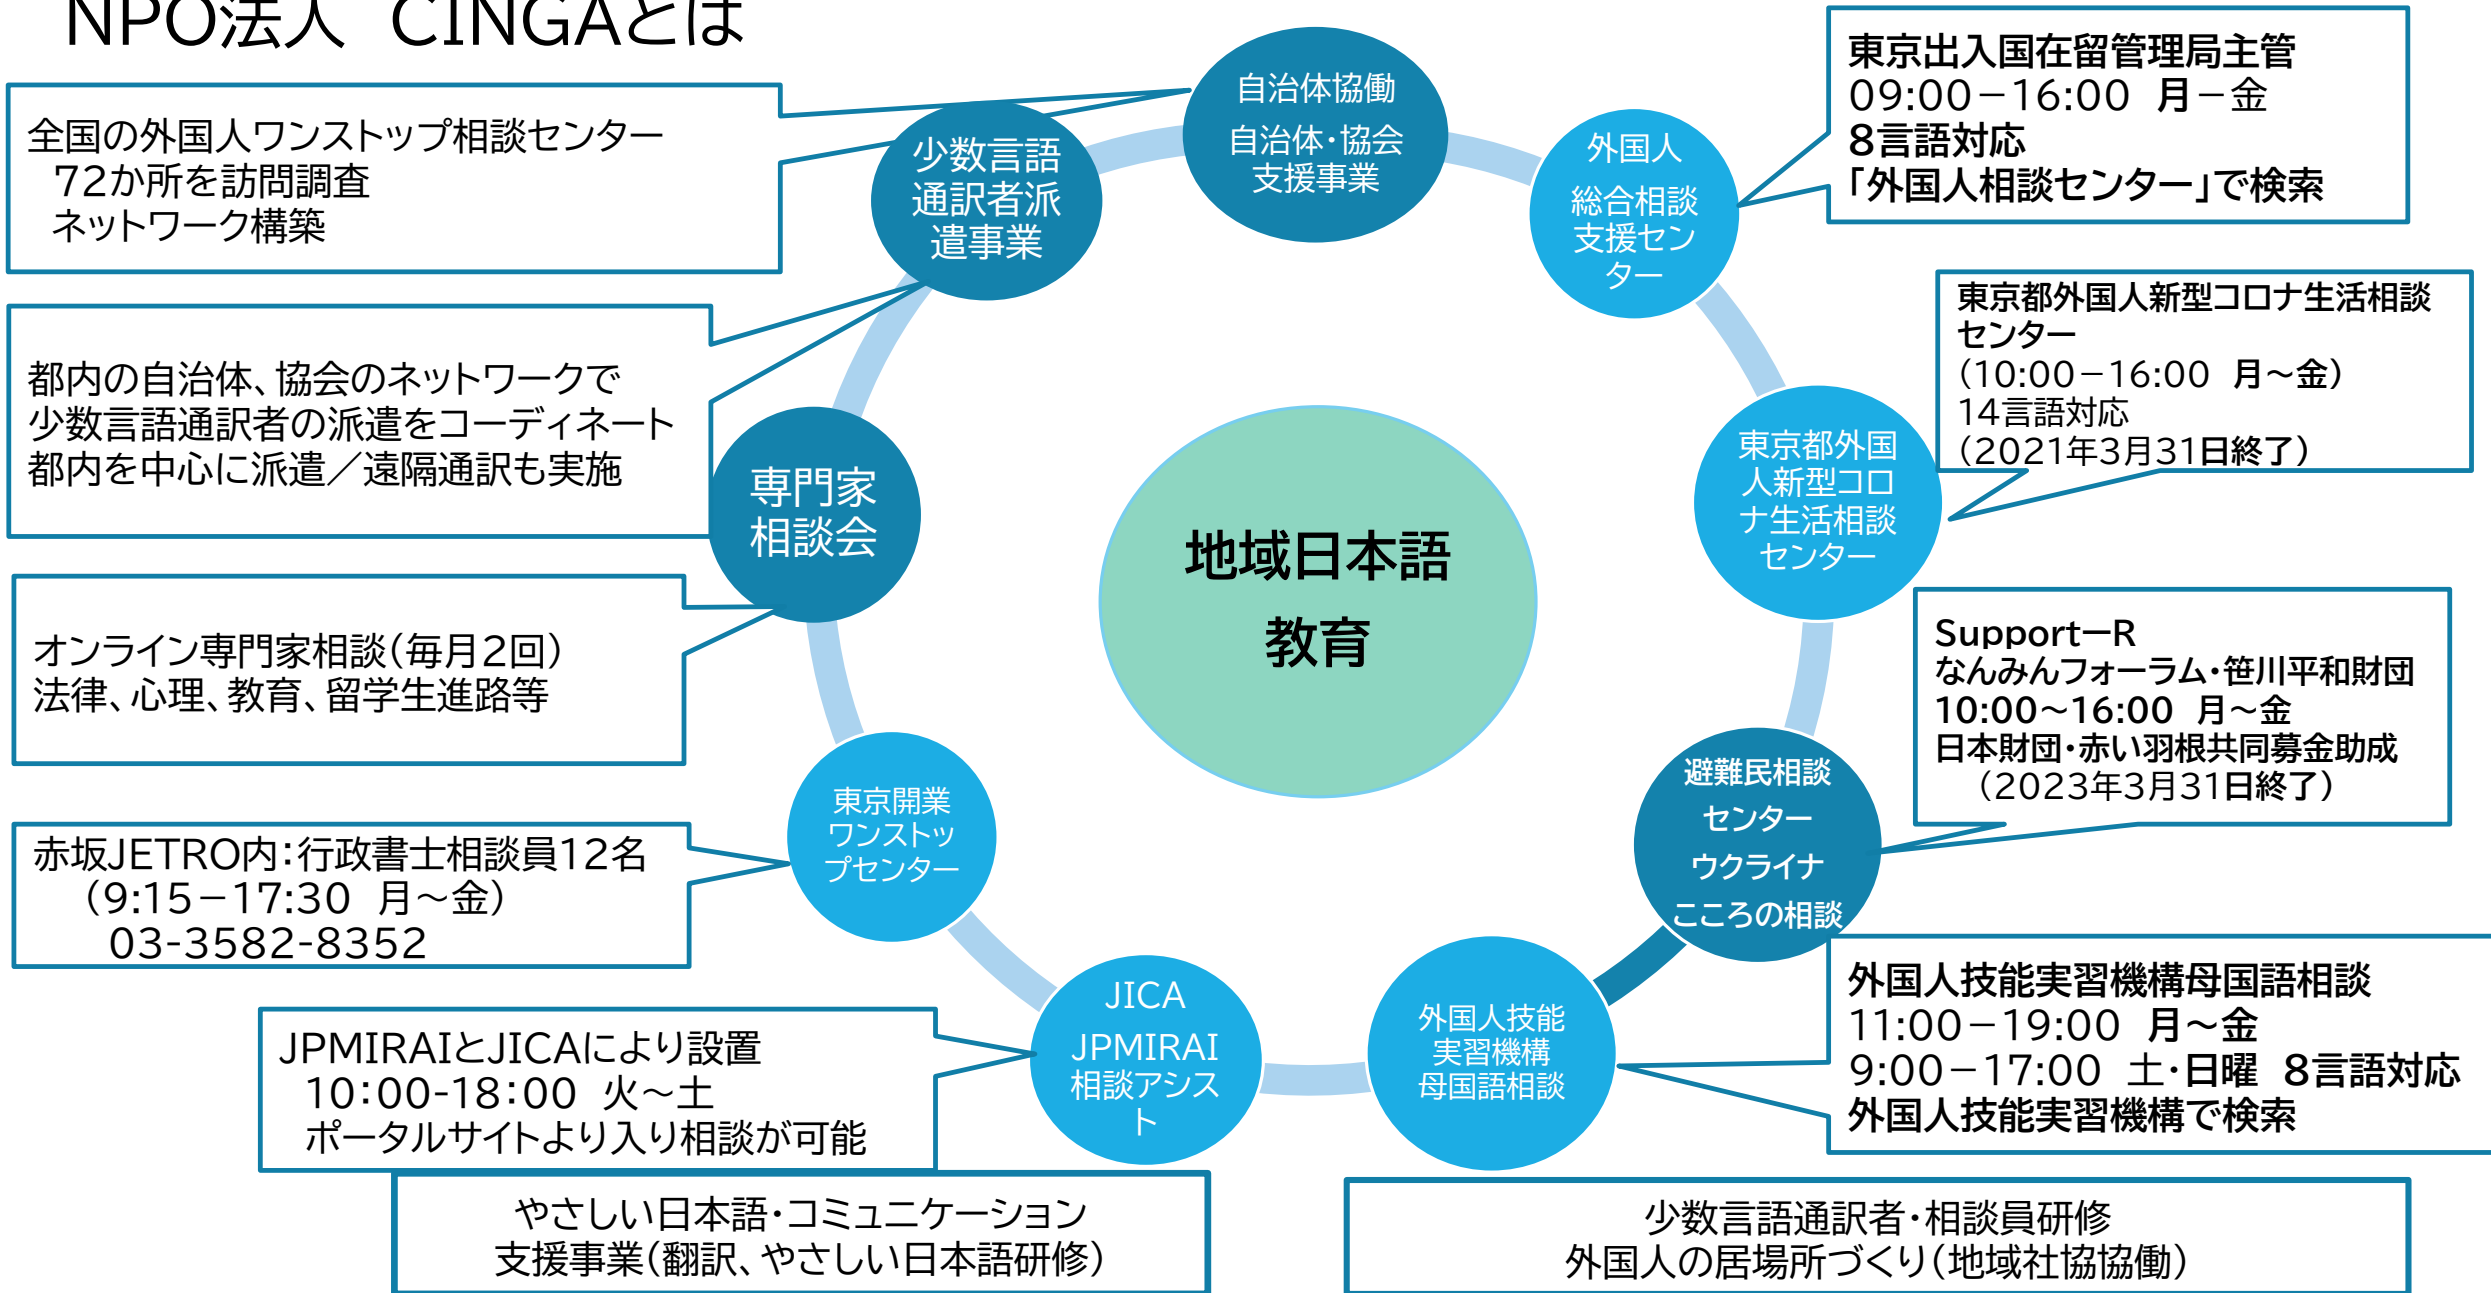 NPO法人　CINGAとは
全国の外国人ワンストップ相談センター
72か所を訪問調査
ネットワーク構築
都内の自治体、協会のネットワークで
少数言語通訳者の派遣をコーディネート
都内を中心に派遣／遠隔通訳も実施
オンライン専門家相談(毎月2回)
法律、心理、教育、留学生進路等
赤坂JETRO内：行政書士相談員12名
(9:15－17:30　月～金)
03-3582-8352
JPMIRAIとJICAにより設置
10：00-18：00　火～土
ポータルサイトより入り相談が可能
やさしい日本語・コミュニケーション
支援事業(翻訳、やさしい日本語研修)
自治体協働
自治体・協会
支援事業
少数言語
通訳者派
遣事業
専門家
相談会
東京開業
ワンストッ
プセンター
JICA
JPMIRAI
相談アシス
ト
地域日本語
教育
外国人
総合相談
支援セン
ター
東京都外国
人新型コロ
ナ生活相談
センター
避難民相談
センター
ウクライナ
こころの相談
外国人技能
実習機構
母国語相談
東京出入国在留管理局主管
09:00－16:00　月－金
8言語対応
「外国人相談センター」で検索
東京都外国人新型コロナ生活相談
センター
(10:00－16:00　月～金)
14言語対応
(2021年3月31日終了)
Support－R
なんみんフォーラム・笹川平和財団
10:00～16:00　月～金
日本財団・赤い羽根共同募金助成
(2023年3月31日終了)
外国人技能実習機構母国語相談
11:00－19:00　月～金
9:00－17:00　土・日曜　8言語対応
外国人技能実習機構で検索
少数言語通訳者・相談員研修
外国人の居場所づくり(地域社協協働)